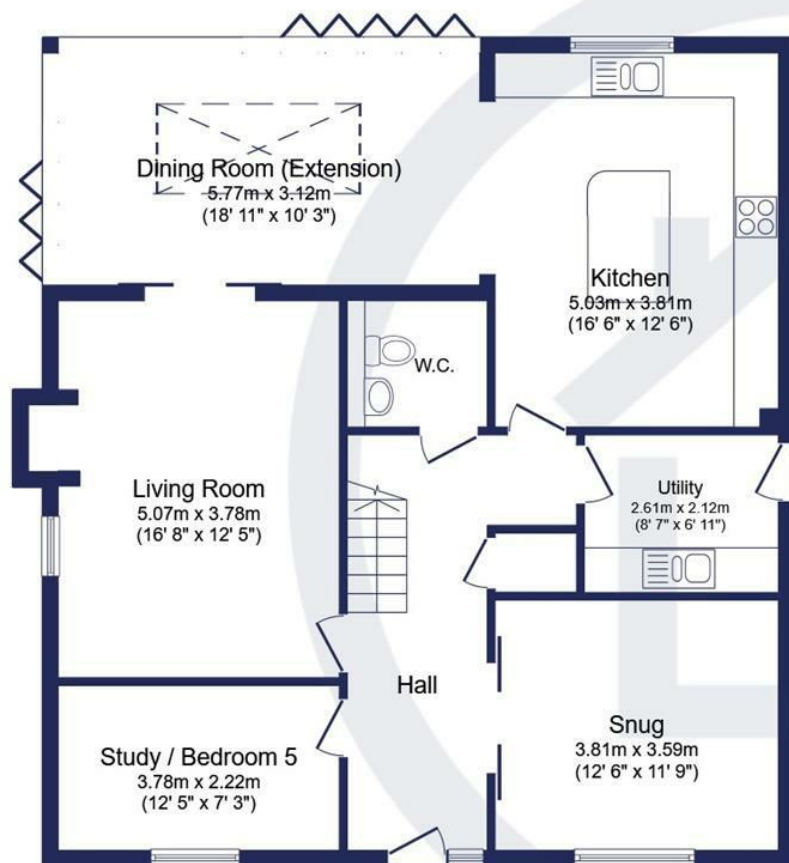 Dining Room (Extension)
5.77m x 3.12m
(18' 11" x 10' 3")
Kitchen
5.03m x 3.81m
(16' 6" x 12' 6")
W.C.
Living Room
5.07m x 3.78m
(16' 8" x 12' 5")
Utility
2.61m x 2.12m
(8' 7" x 6' 11")
Hall
Snug
3.81m x 3.59m
(12' 6" x 11' 9")
Study / Bedroom 5
3.78m x 2.22m
(12' 5" x 7' 3")